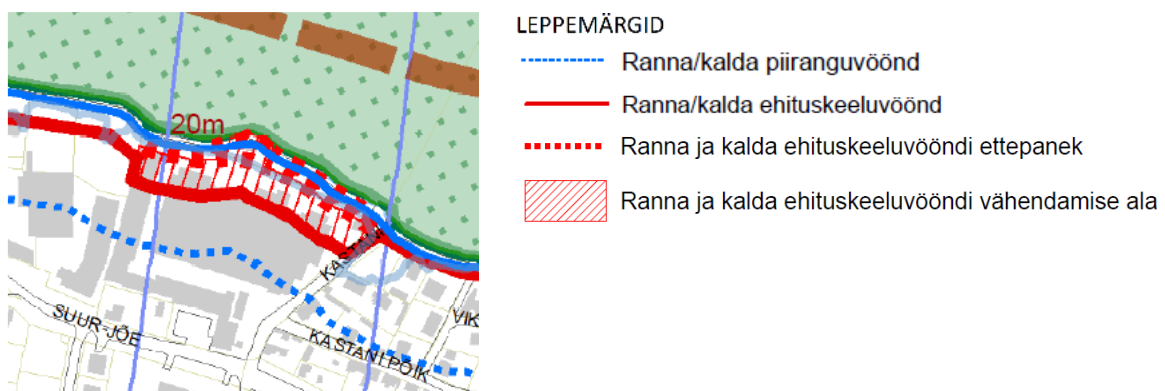 LEPPEMÄRGID
Ranna/kalda piiranguvöönd
Ranna/kalda ehituskeeluvöönd
Ranna ja kalda ehituskeeluvööndi ettepanek
Ranna ja kalda ehituskeeluvööndi vähendamise ala
20m
KASTANI
SUUR-JÕE
KASTANI PÕIK
VIK